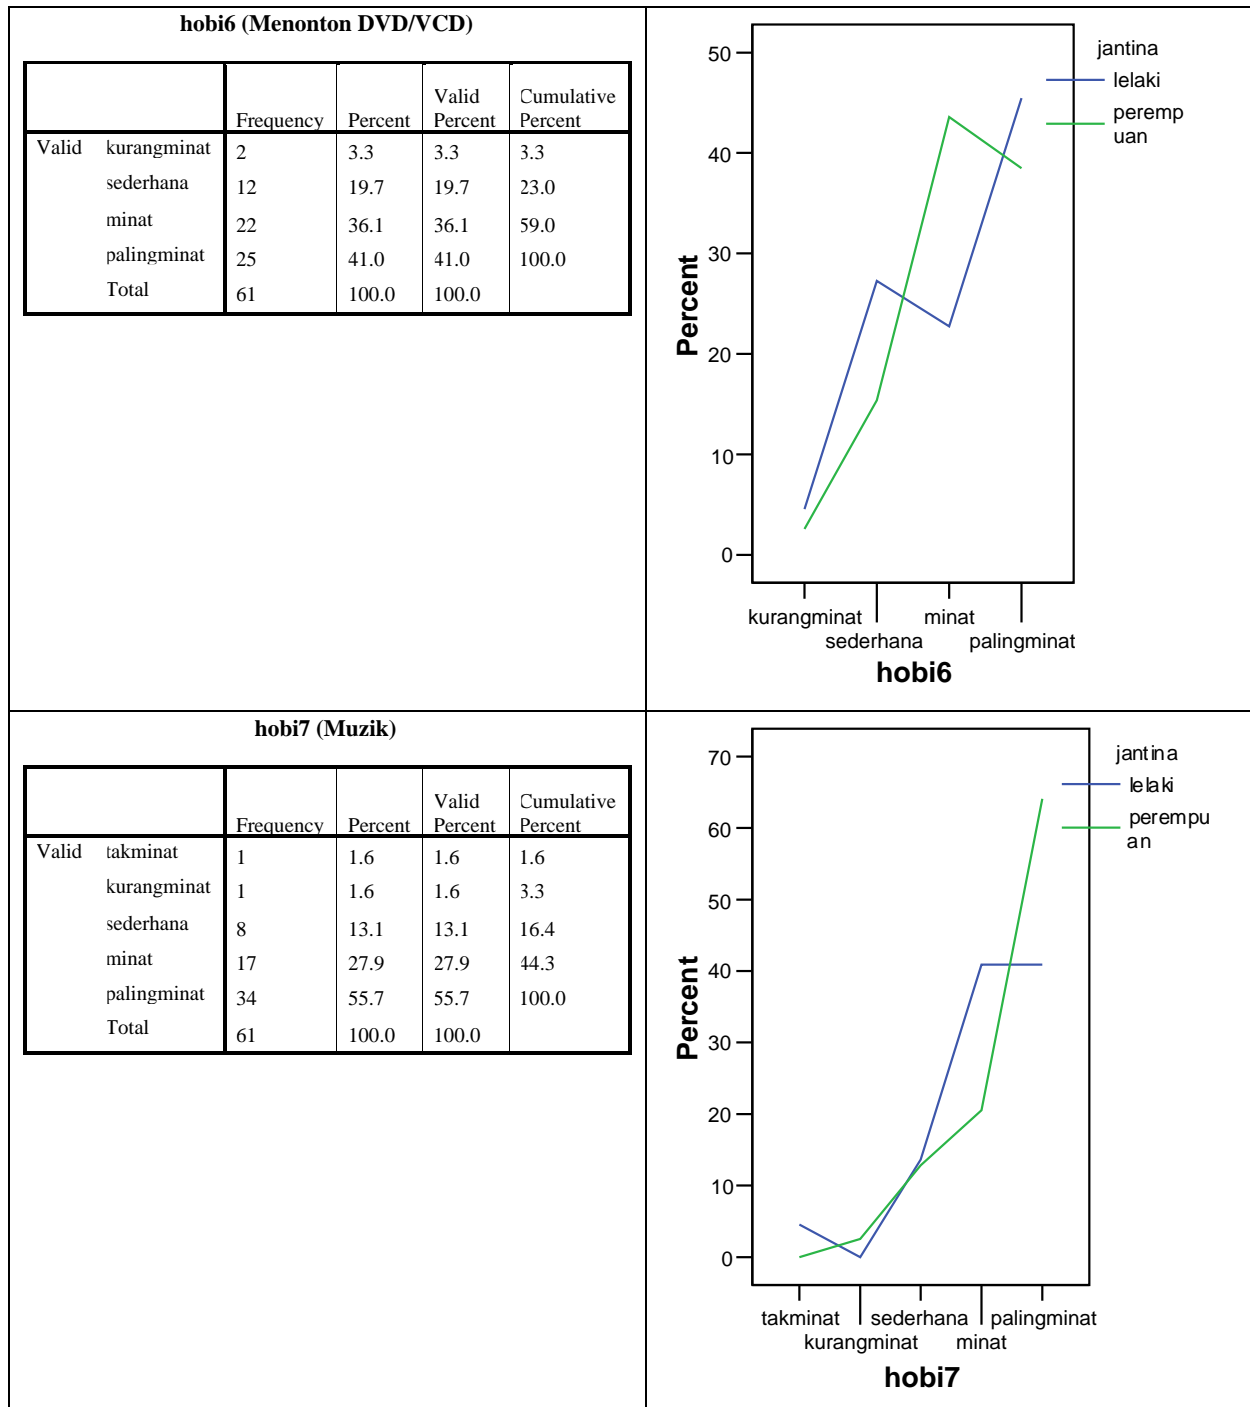 hobi6 (Menonton DVD/VCD)
Frequency Percent Valid Percent Cumulative Percent
Valid kurangminat 2 3.3 3.3 3.3
sederhana 12 19.7 19.7 23.0
minat 22 36.1 36.1 59.0
palingminat 25 41.0 41.0 100.0
Total 61 100.0 100.0
50
40
30
20
10
0
Percent
kurangminat
sederhana
minat
palingminat
hobi6
jantina
lelaki
peremp
uan
hobi7 (Muzik)
Frequency Percent Valid Percent Cumulative Percent
Valid takminat 1 1.6 1.6 1.6
kurangminat 1 1.6 1.6 3.3
sederhana 8 13.1 13.1 16.4
minat 17 27.9 27.9 44.3
palingminat 34 55.7 55.7 100.0
Total 61 100.0 100.0
70
60
50
40
30
20
10
0
Percent
takminat
kurangminat
sederhana
minat
palingminat
hobi7
jantina
lelaki
perempu
an